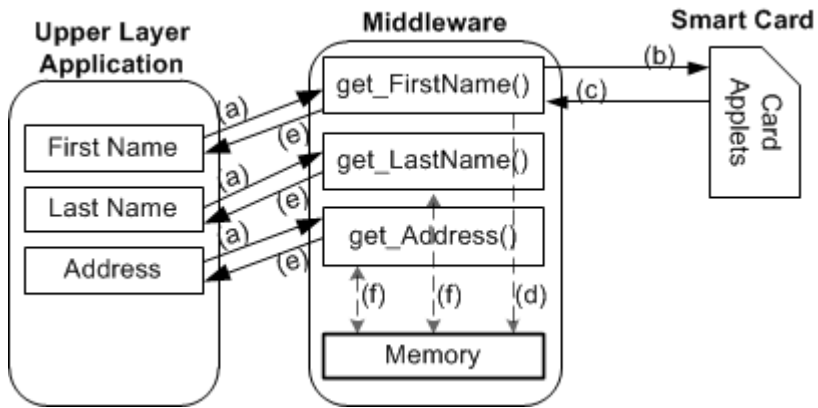 Upper Layer
Application
Middleware
Smart Card
First Name
Last Name
Address
(a)
(e)
(a)
(e)
(a)
(e)
get_FirstName()
get_LastName()
get_Address()
(f)
(f)
(d)
Memory
(b)
(c)
Card
Applets